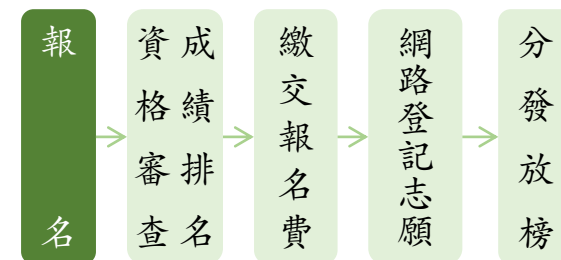 報名
資格審查
成績排名
繳交報名費
網路登記志願
分發放榜